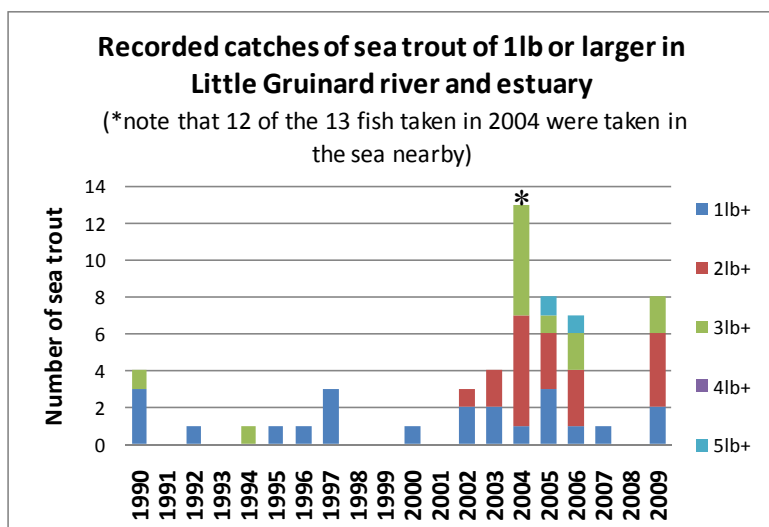 Recorded catches of sea trout of 1lb or larger in
Little Gruinard river and estuary
(*note that 12 of the 13 fish taken in 2004 were taken in
the sea nearby)
Number of sea trout
14
12
10
8
6
4
2
0
*
1990
1991
1992
1993
1994
1995
1996
1997
1998
1999
2000
2001
2002
2003
2004
2005
2006
2007
2008
2009
1lb+
2lb+
3lb+
4lb+
5lb+